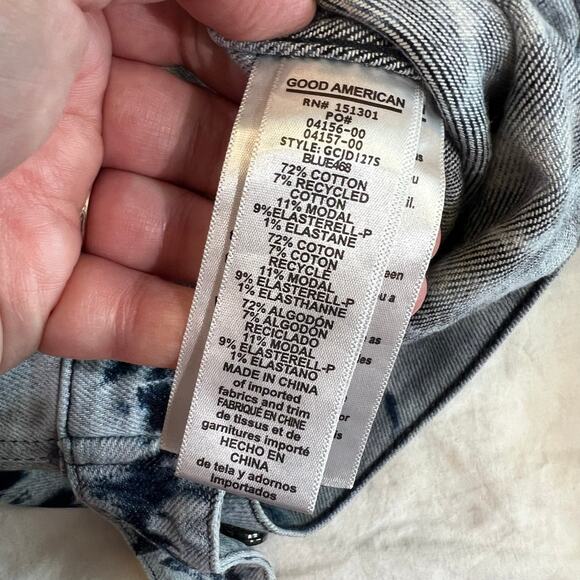 GOOD AMERICAN
RN# 151301
PO#
04156-00
04157-00
STYLE: GCJD127S
BLUE468
72% COTTON
7% RECYCLED
COTTON
11% MODAL
9%ELASTERELL-P
1% ELASTANE
72% COTON
7% COTON
RECYCLE
11% MODAL
9% ELASTERELL-P
1% ELASTHANNE
72% ALGODÓN
7% ALGODON
RECICLADO
11% MODAL
9% ELASTERELL-P
1% ELASTANO
MADE IN CHINA
of imported
fabrics and trim
FABRIQUÉ EN CHINE
de tissus et de
garnitures importé
HECHO EN
CHINA
de tela y adornos
importados